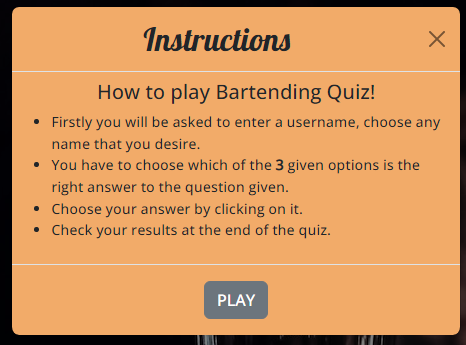 Instructions
How to play Bartending Quiz!
Firstly you will be asked to enter a username, choose any
name that you desire.
You have to choose which of the 3 given options is the
right answer to the question given.
Choose your answer by clicking on it.
Check your results at the end of the quiz.
PLAY